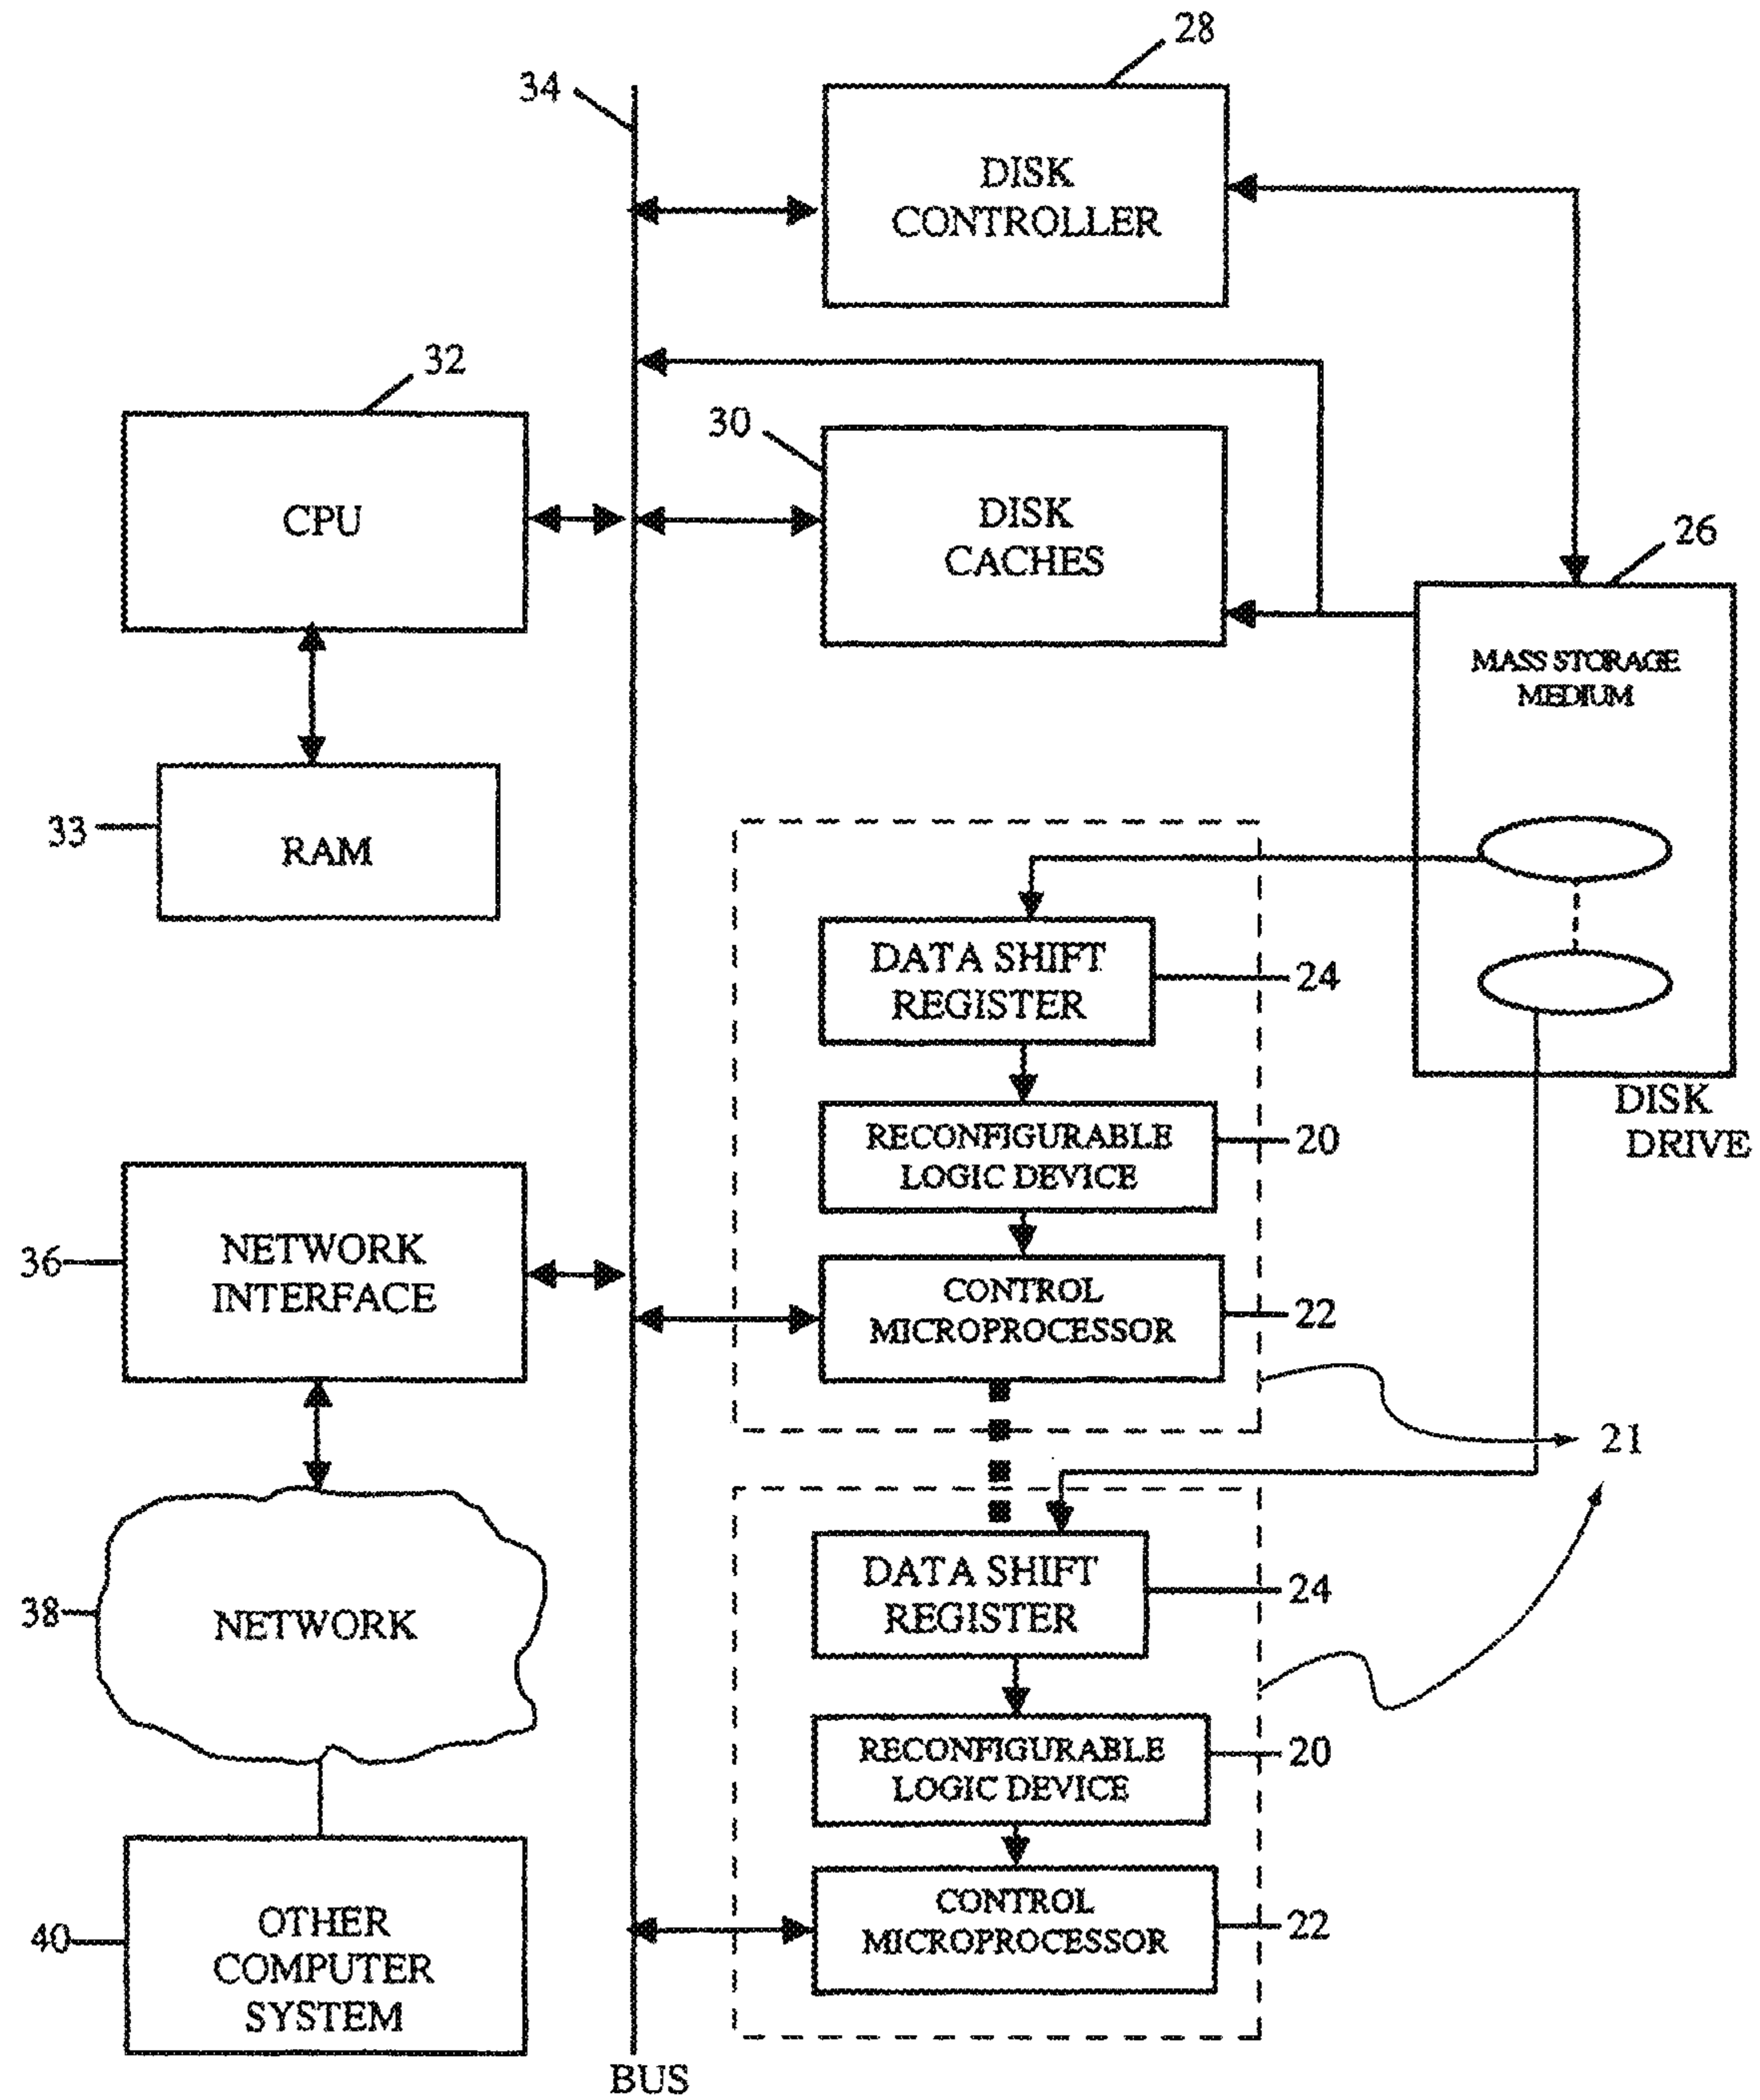 28
34
DISK
CONTROLLER
32
30
CPU
DISK
CACHES
26
MASS STORAGE
MEDIUM
33
RAM
DATA SHIFT
REGISTER
24
DISK
DRIVE
RECONFIGURABLE
LOGIC DEVICE
20
36
NETWORK
INTERFACE
CONTROL
MICROPROCESSOR
22
21
DATA SHIFT
REGISTER
24
38
NETWORK
RECONFIGURABLE
LOGIC DEVICE
20
CONTROL
MICROPROCESSOR
22
40
OTHER
COMPUTER
SYSTEM
BUS